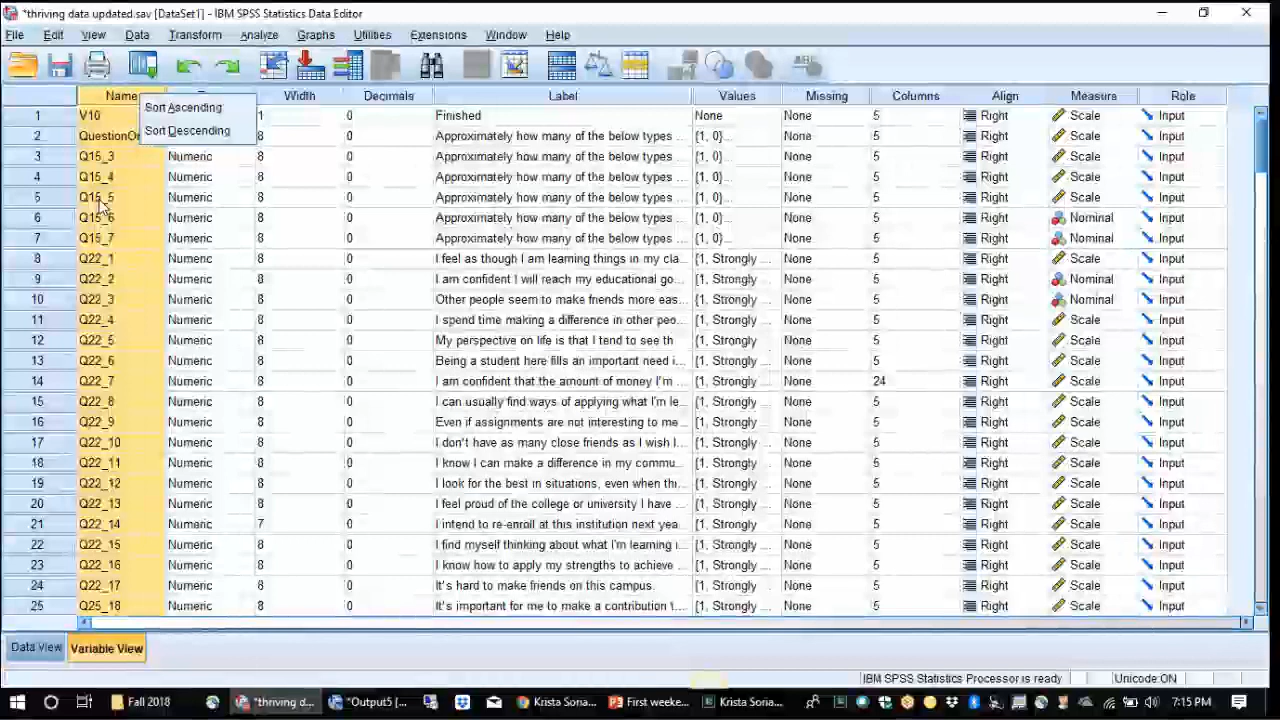 *thriving data updated.sav [DataSet1] - IBM SPSS Statistics Data Editor
File Edit View Data Transform Analyze Graphs Utilities Extensions Window Help
Name Width Decimals Label Values Missing Columns Align Measure Role
Sort Ascending
Sort Descending
1 V10 1 0 Finished None None 5 Right Scale Input
2 QuestionOr 8 0 Approximately how many of the below types {1, 0}... None 5 Right Scale Input
3 Q15_3 Numeric 8 0 Approximately how many of the below types {1, 0}... None 5 Right Scale Input
4 Q15_4 Numeric 8 0 Approximately how many of the below types {1, 0}... None 5 Right Scale Input
5 Q15_5 Numeric 8 0 Approximately how many of the below types {1, 0}... None 5 Right Scale Input
6 Q15_6 Numeric 8 0 Approximately how many of the below types {1, 0}... None 5 Right Nominal Input
7 Q15_7 Numeric 8 0 Approximately how many of the below types {1, 0}... None 5 Right Nominal Input
8 Q22_1 Numeric 8 0 I feel as though I am learning things in my cla... {1, Strongly ... None 5 Right Scale Input
9 Q22_2 Numeric 8 0 I am confident I will reach my educational go... {1, Strongly ... None 5 Right Nominal Input
10 Q22_3 Numeric 8 0 Other people seem to make friends more eas... {1, Strongly ... None 5 Right Nominal Input
11 Q22_4 Numeric 8 0 I spend time making a difference in other peo... {1, Strongly ... None 5 Right Scale Input
12 Q22_5 Numeric 8 0 My perspective on life is that I tend to see th {1, Strongly ... None 5 Right Scale Input
13 Q22_6 Numeric 8 0 Being a student here fills an important need i... {1, Strongly ... None 5 Right Scale Input
14 Q22_7 Numeric 8 0 I am confident that the amount of money I'm ... {1, Strongly ... None 24 Right Scale Input
15 Q22_8 Numeric 8 0 I can usually find ways of applying what I'm le... {1, Strongly ... None 5 Right Scale Input
16 Q22_9 Numeric 8 0 Even if assignments are not interesting to me... {1, Strongly ... None 5 Right Scale Input
17 Q22_10 Numeric 8 0 I don't have as many close friends as I wish I... {1, Strongly ... None 5 Right Scale Input
18 Q22_11 Numeric 8 0 I know I can make a difference in my commu... {1, Strongly ... None 5 Right Scale Input
19 Q22_12 Numeric 8 0 I look for the best in situations, even when thi... {1, Strongly ... None 5 Right Scale Input
20 Q22_13 Numeric 8 0 I feel proud of the college or university I have ... {1, Strongly ... None 5 Right Scale Input
21 Q22_14 Numeric 7 0 I intend to re-enroll at this institution next yea... {1, Strongly ... None 5 Right Scale Input
22 Q22_15 Numeric 8 0 I find myself thinking about what I'm learning i... {1, Strongly ... None 5 Right Scale Input
23 Q22_16 Numeric 8 0 I know how to apply my strengths to achieve ... {1, Strongly ... None 5 Right Scale Input
24 Q22_17 Numeric 8 0 It's hard to make friends on this campus. {1, Strongly ... None 5 Right Scale Input
25 Q25_18 Numeric 8 0 It's important for me to make a contribution t... {1, Strongly ... None 5 Right Scale Input
Data View Variable View
IBM SPSS Statistics Processor is ready Unicode:ON
Fall 2018 *thriving d... *Output5 [... Krista Soria... First weeke... Krista Soria... 7:15 PM